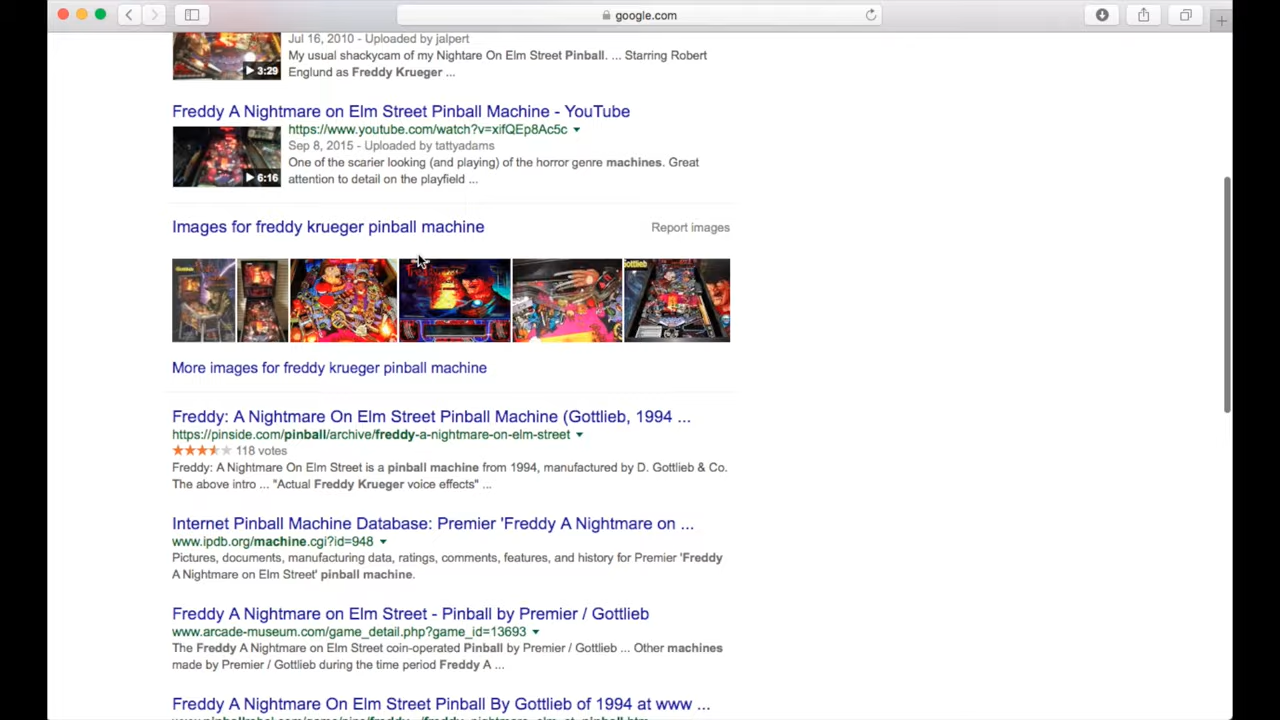 google.com
Jul 16, 2010 - Uploaded by jalpert
My usual shackycam of my Nightare On Elm Street Pinball. ... Starring Robert
Englund as Freddy Krueger ...
3:29
Freddy A Nightmare on Elm Street Pinball Machine - YouTube
https://www.youtube.com/watch?v=xifQEp8Ac5c
Sep 8, 2015 - Uploaded by tattyadams
One of the scarier looking (and playing) of the horror genre machines. Great
attention to detail on the playfield ...
6:16
Images for freddy krueger pinball machine
Report images
More images for freddy krueger pinball machine
Freddy: A Nightmare On Elm Street Pinball Machine (Gottlieb, 1994 ...
https://pinside.com/pinball/archive/freddy-a-nightmare-on-elm-street
118 votes
Freddy: A Nightmare On Elm Street is a pinball machine from 1994, manufactured by D. Gottlieb & Co.
The above intro ... "Actual Freddy Krueger voice effects" ...
Internet Pinball Machine Database: Premier 'Freddy A Nightmare on ...
www.ipdb.org/machine.cgi?id=948
Pictures, documents, manufacturing data, ratings, comments, features, and history for Premier 'Freddy
A Nightmare on Elm Street' pinball machine.
Freddy A Nightmare on Elm Street - Pinball by Premier / Gottlieb
www.arcade-museum.com/game_detail.php?game_id=13693
The Freddy A Nightmare on Elm Street coin-operated Pinball by Premier / Gottlieb ... Other machines
made by Premier / Gottlieb during the time period Freddy A ...
Freddy A Nightmare On Elm Street Pinball By Gottlieb of 1994 at www ...